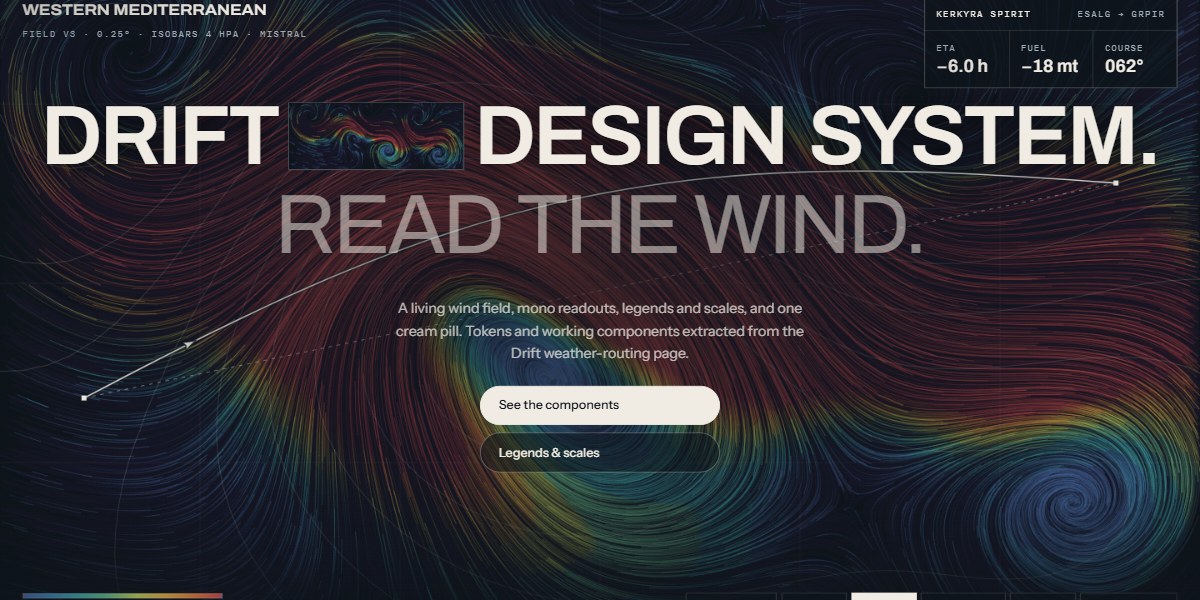 WESTERN MEDITERRANEAN
FIELD V3 · 0.25° · ISOBARS 4 HPA · MISTRAL
KERKYRA SPIRIT ESALG → GRPIR
ETA FUEL COURSE
−6.0 h −18 mt 062°
DRIFT DESIGN SYSTEM.
READ THE WIND.
A living wind field, mono readouts, legends and scales, and one
cream pill. Tokens and working components extracted from the
Drift weather-routing page.
See the components
Legends & scales